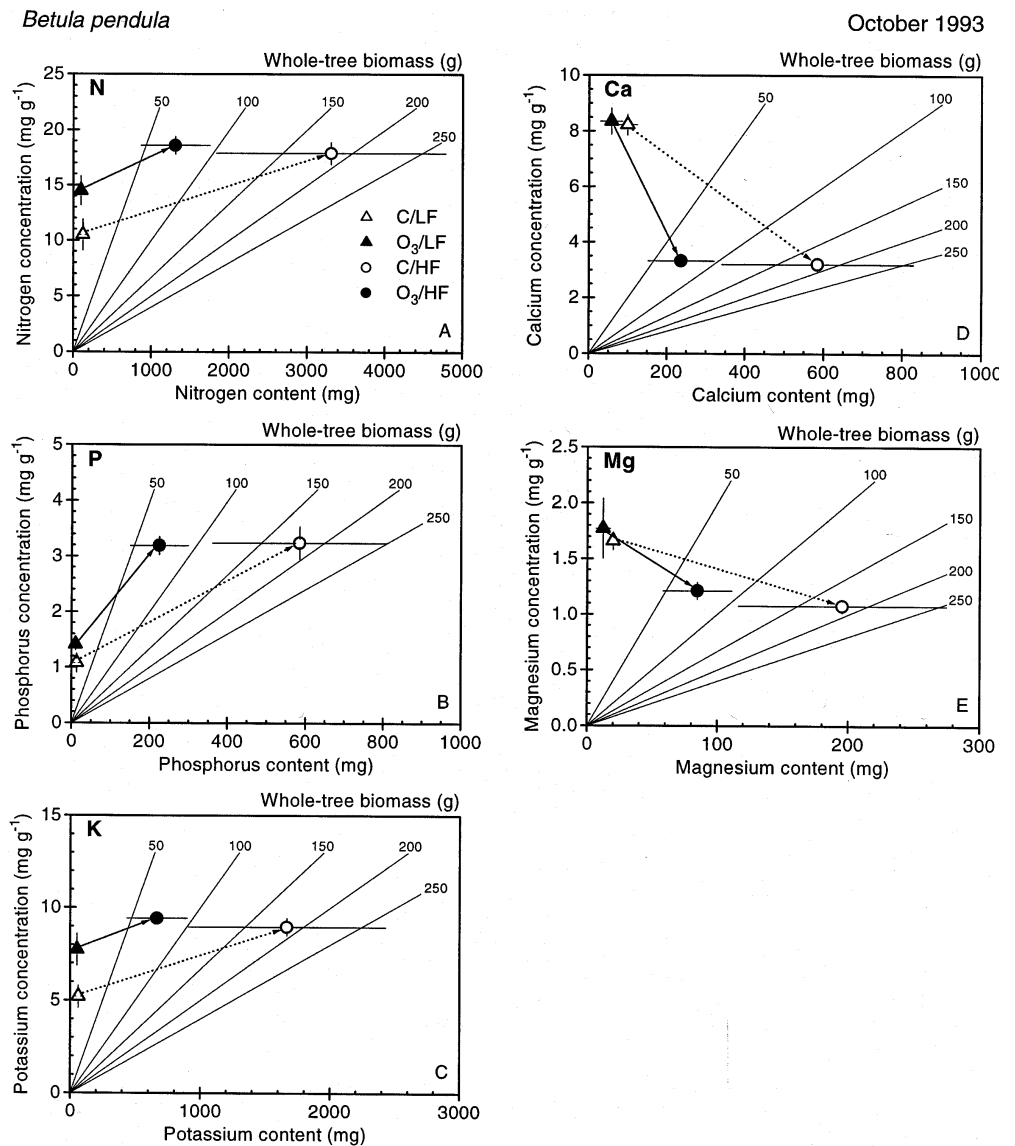 Betula pendula
October 1993
Whole-tree biomass (g)
N
50
100
150
200
250
25
20
15
10
5
0
Nitrogen concentration (mg g-1)
C/LF
O3/LF
C/HF
O3/HF
A
0 1000 2000 3000 4000 5000
Nitrogen content (mg)
Whole-tree biomass (g)
Ca
50
100
150
200
250
10
8
6
4
2
0
Calcium concentration (mg g-1)
D
0 200 400 600 800 100
Calcium content (mg)
Whole-tree biomass (g)
P
50
100
150
200
250
5
4
3
2
1
0
Phosphorus concentration (mg g-1)
B
0 200 400 600 800 1000
Phosphorus content (mg)
Whole-tree biomass (g)
Mg
50
100
150
200
250
2.5
2.0
1.5
1.0
0.5
0.0
Magnesium concentration (mg g-1)
E
0 100 200 300
Magnesium content (mg)
Whole-tree biomass (g)
K
50
100
150
200
250
15
10
5
0
Potassium concentration (mg g-1)
C
0 1000 2000 3000
Potassium content (mg)